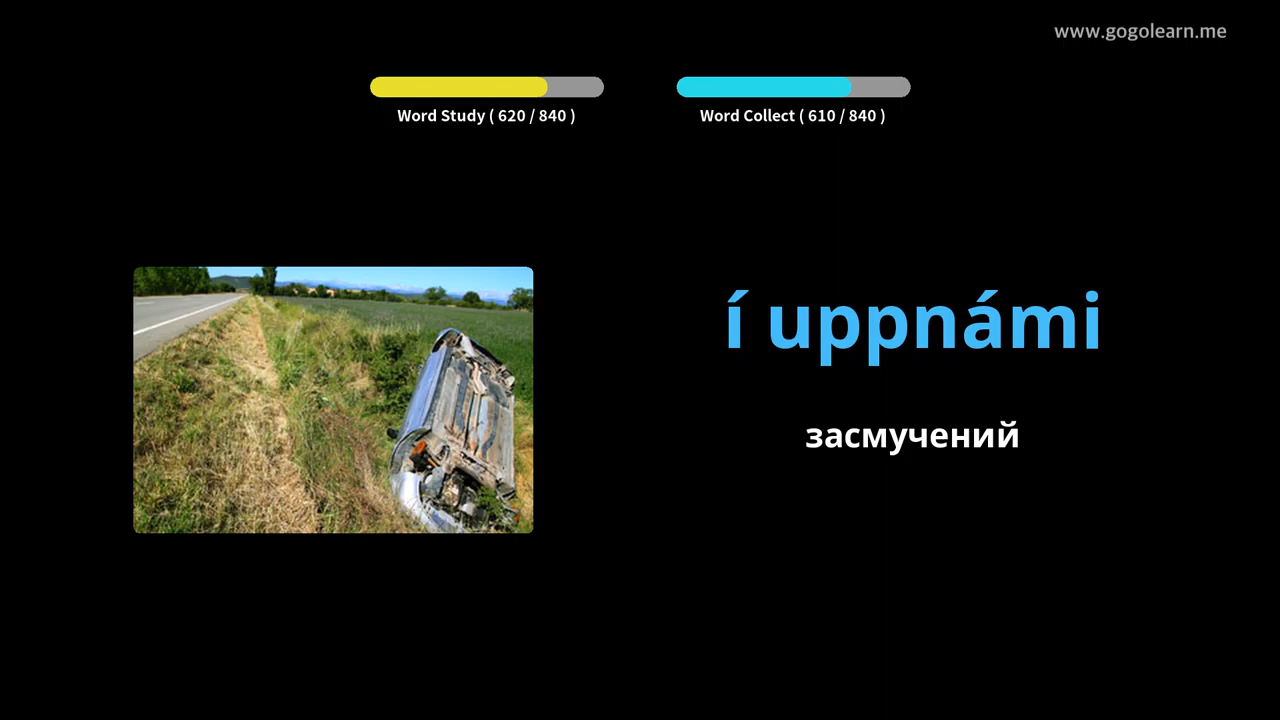 www.gogolearn.me
Word Study ( 620 / 840 )
Word Collect ( 610 / 840 )
í uppnámi
засмучений